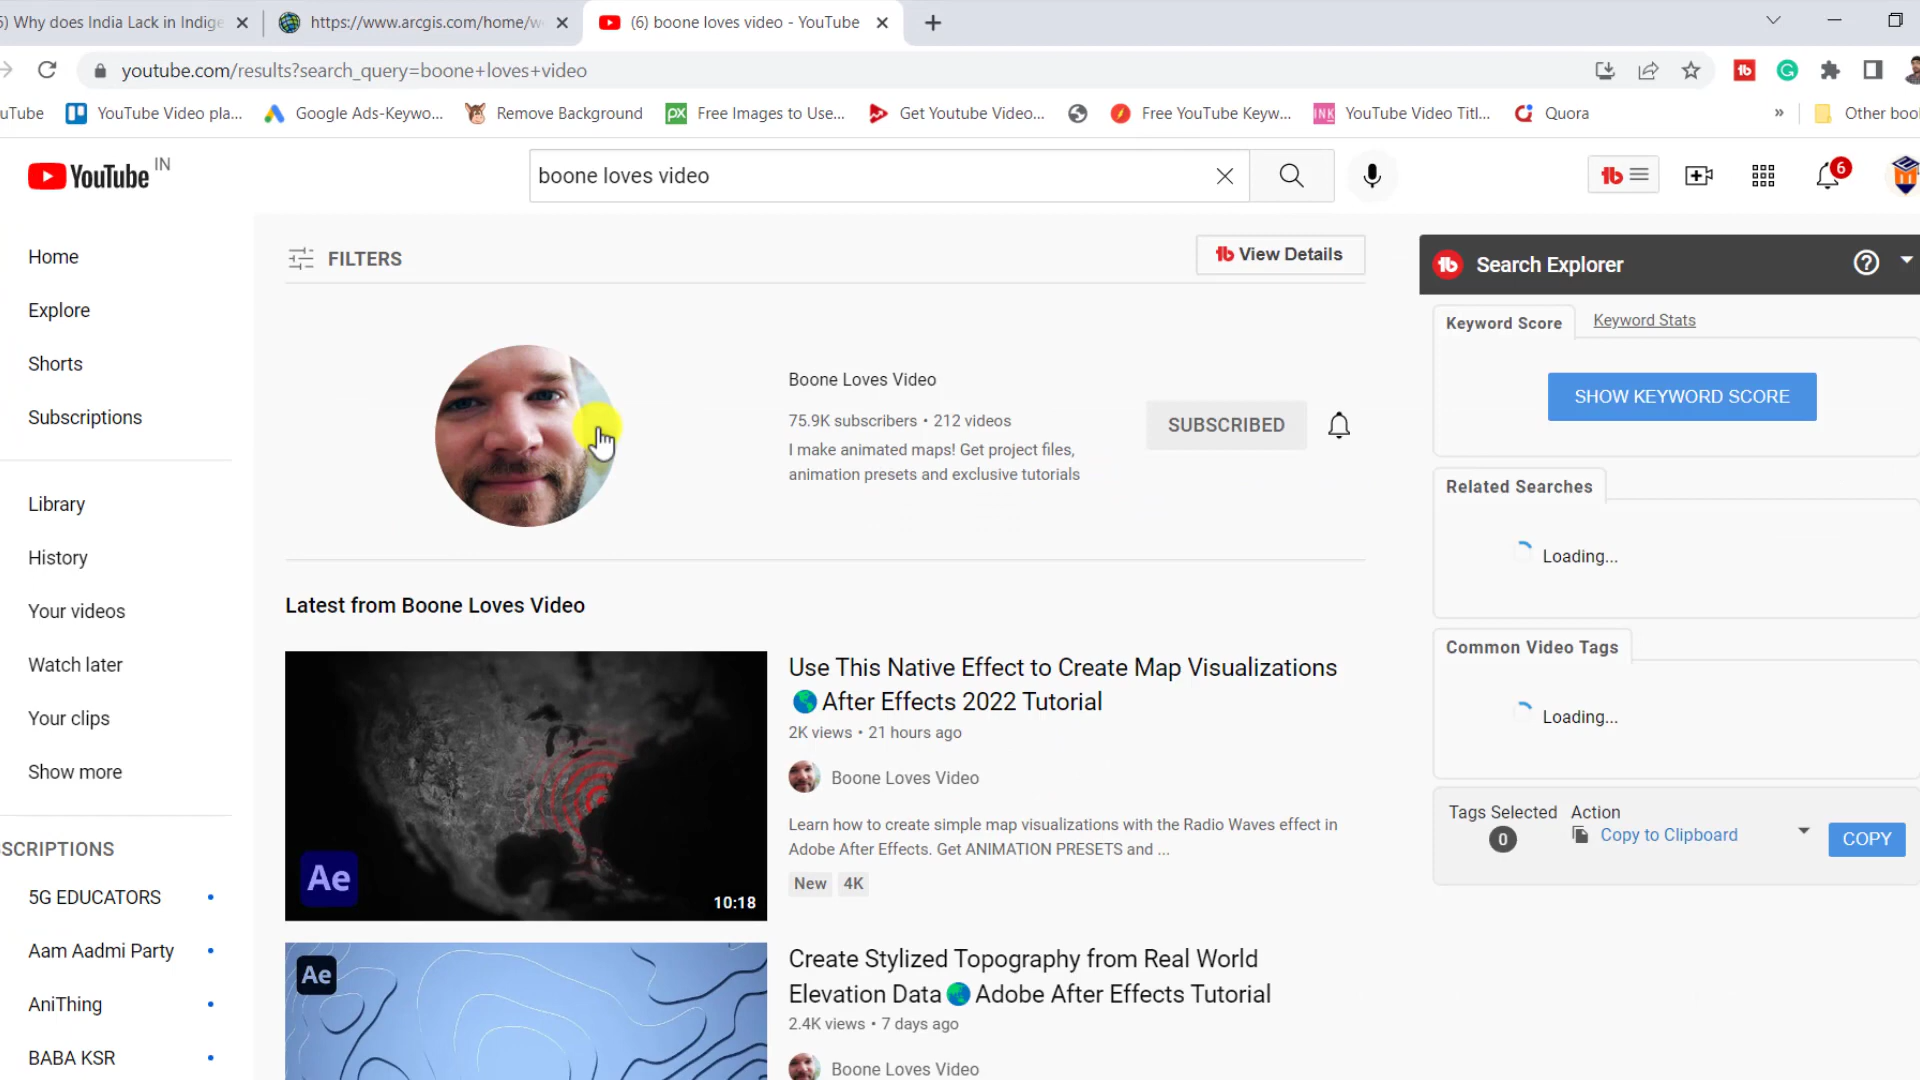 5) Why does India Lack in Indige
https://www.arcgis.com/home/w
(6) boone loves video - YouTube
youtube.com/results?search_query=boone+loves+video
uTube
YouTube Video pla...
Google Ads-Keywo...
Remove Background
px
Free Images to Use...
Get Youtube Video...
Free YouTube Keyw...
INK
YouTube Video Titl...
Quora
»
Other boo
YouTube IN
boone loves video
6
Home
Explore
Shorts
Subscriptions
Library
History
Your videos
Watch later
Your clips
Show more
SCRIPTIONS
5G EDUCATORS
Aam Aadmi Party
AniThing
BABA KSR
FILTERS
View Details
Boone Loves Video
75.9K subscribers • 212 videos
I make animated maps! Get project files,
animation presets and exclusive tutorials
SUBSCRIBED
Latest from Boone Loves Video
Ae
10:18
Use This Native Effect to Create Map Visualizations
🌎 After Effects 2022 Tutorial
2K views • 21 hours ago
Boone Loves Video
Learn how to create simple map visualizations with the Radio Waves effect in
Adobe After Effects. Get ANIMATION PRESETS and ...
New 4K
Ae
Create Stylized Topography from Real World
Elevation Data 🌏 Adobe After Effects Tutorial
2.4K views • 7 days ago
Boone Loves Video
Search Explorer
Keyword Score
Keyword Stats
SHOW KEYWORD SCORE
Related Searches
Loading...
Common Video Tags
Loading...
Tags Selected
0
Action
Copy to Clipboard
COPY